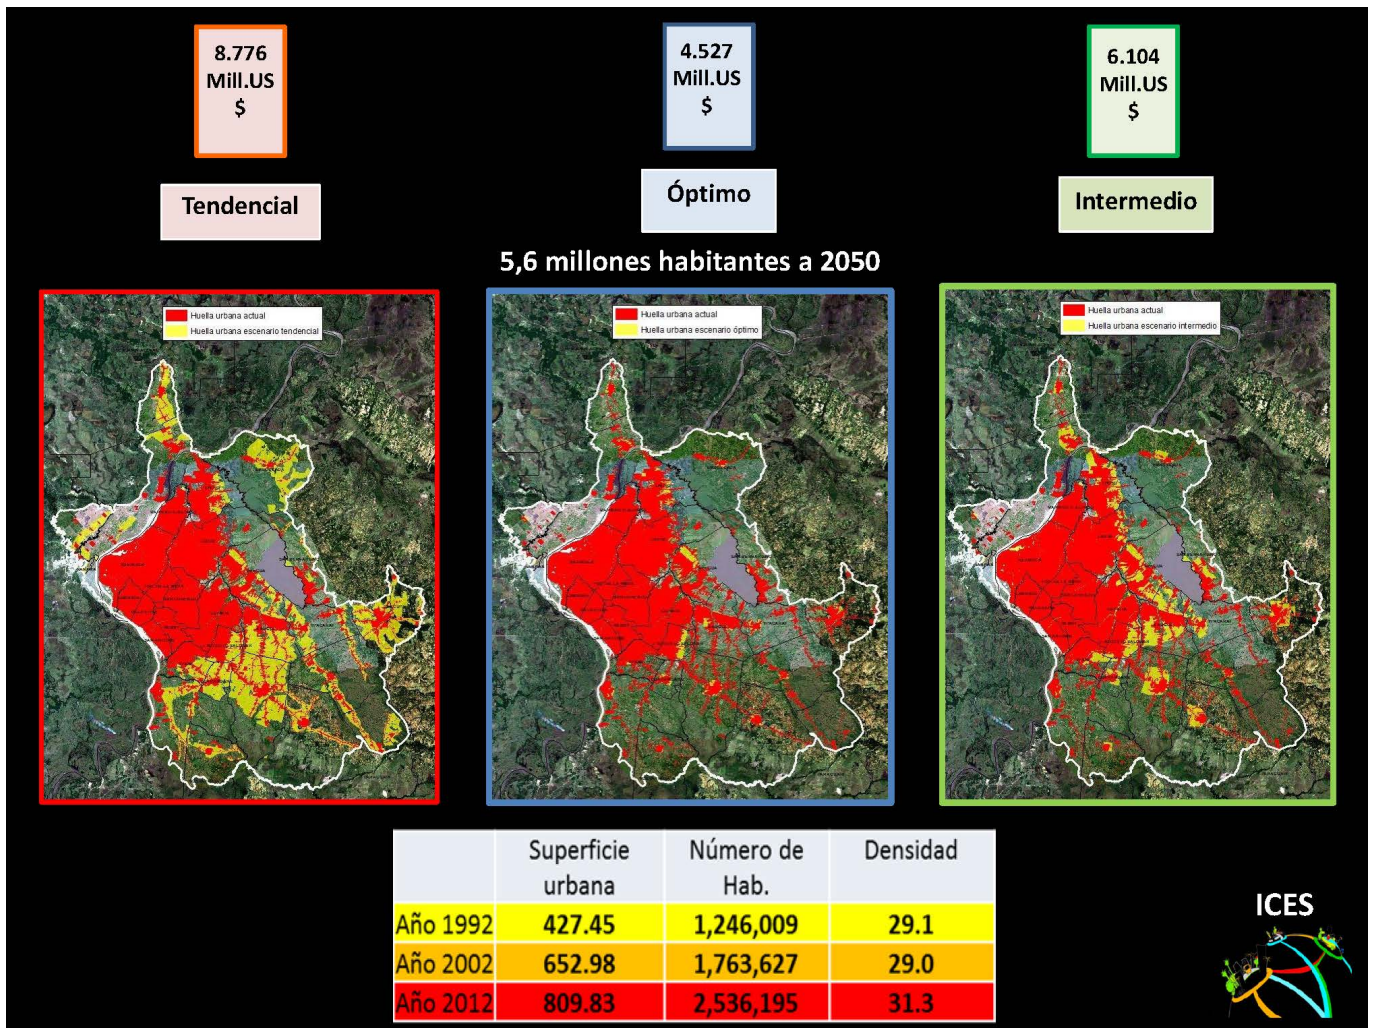 8.776
Mill.US
$
4.527
Mill.US
$
6.104
Mill.US
$
Tendencial
Óptimo
Intermedio
5,6 millones habitantes a 2050
Huella urbana actual
Huella urbana escenario tendencial
Huella urbana actual
Huella urbana escenario óptimo
Huella urbana actual
Huella urbana escenario intermedio
Superficie urbana
Número de Hab.
Densidad
Año 1992 427.45 1,246,009 29.1
Año 2002 652.98 1,763,627 29.0
Año 2012 809.83 2,536,195 31.3
ICES